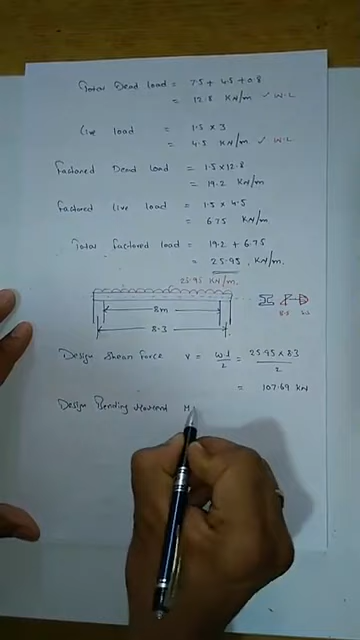 Total Dead load = 7.5 + 4.5 + 0.8
= 12.8 KN/m ✓ W.L
Live load = 1.5 × 3
= 4.5 KN/m ✓ W.L
Factored Dead load = 1.5 × 12.8
= 19.2 KN/m
Factored live load = 1.5 × 4.5
= 6.75 KN/m
Total factored load = 19.2 + 6.75
= 25.95 KN/m.
25.95 KN/m.
8m
8.3
Design Shear Force V = W.l/2 = 25.95 × 8.3/2
= 107.69 KN
Design Bending Moment M